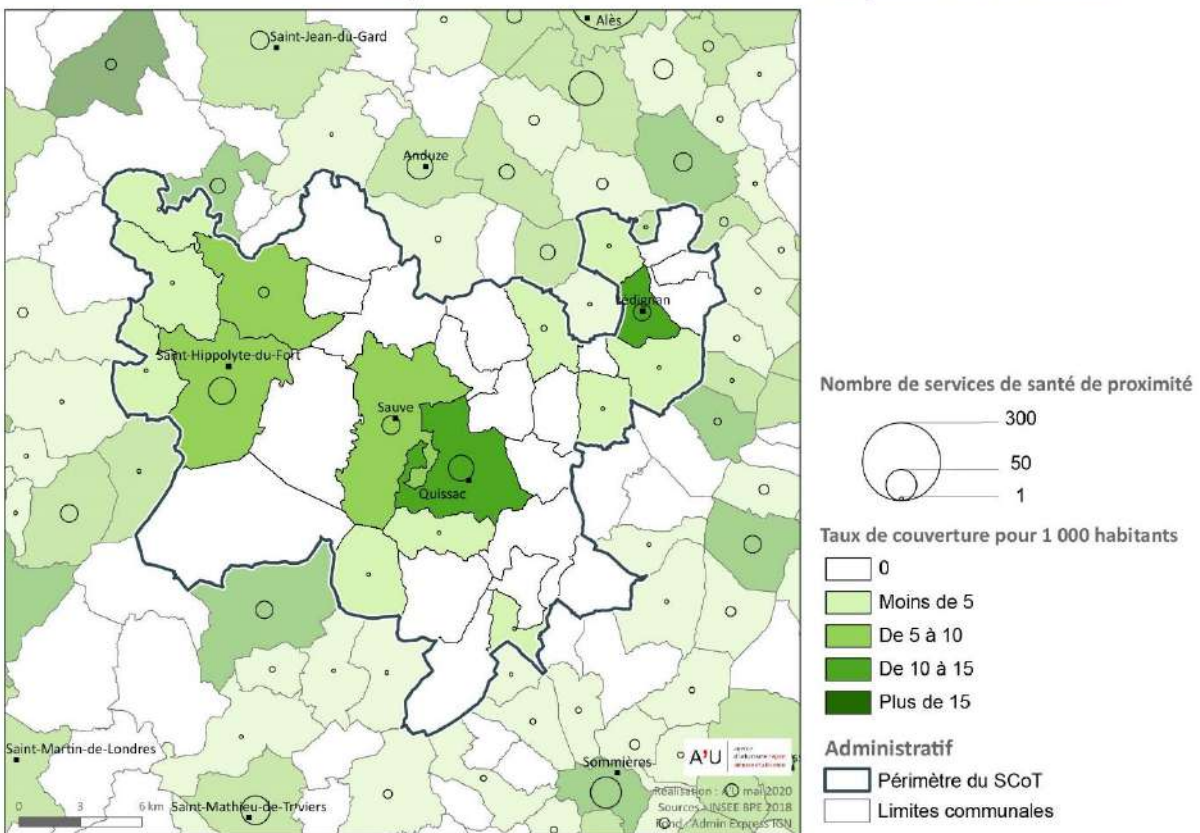 Alès
Saint-Jean-du-Gard
Anduze
Lédignan
Saint-Hippolyte-du-Fort
Sauve
Quissac
Saint-Martin-de-Londres
Sommières
Saint-Mathieu-de-Tréviers
0 3 6 km
A'U
Réalisation : A'U mai 2020
Sources : INSEE BPE 2018
Fond : Admin Express IGN
Nombre de services de santé de proximité
300
50
1
Taux de couverture pour 1 000 habitants
0
Moins de 5
De 5 à 10
De 10 à 15
Plus de 15
Administratif
Périmètre du SCoT
Limites communales